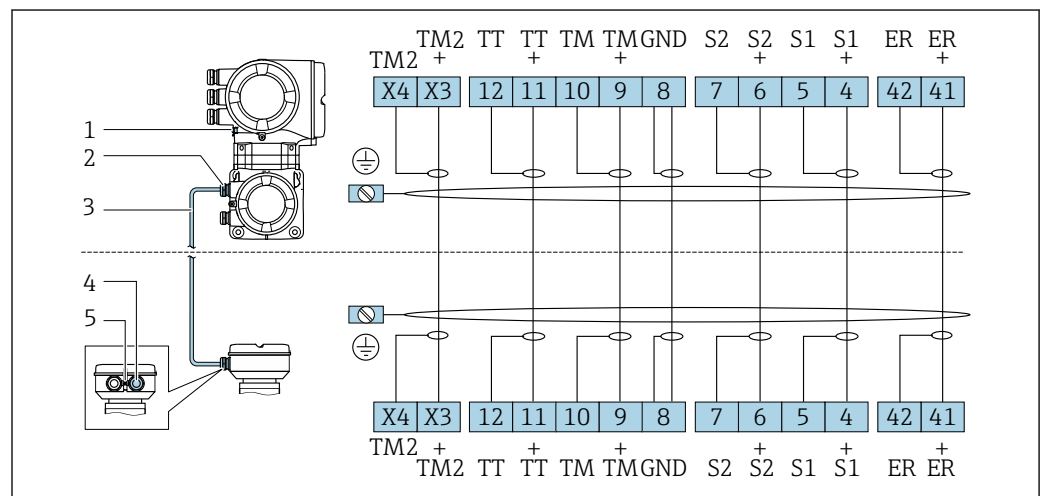 TM2 TT TT TM TM GND S2 S2 S1 S1 ER ER
TM2 + + + + + +
X4 X3 12 11 10 9 8 7 6 5 4 42 41
1
2
3
4
5
X4 X3 12 11 10 9 8 7 6 5 4 42 41
TM2 + + + + + +
TM2 TT TT TM TM GND S2 S2 S1 S1 ER ER